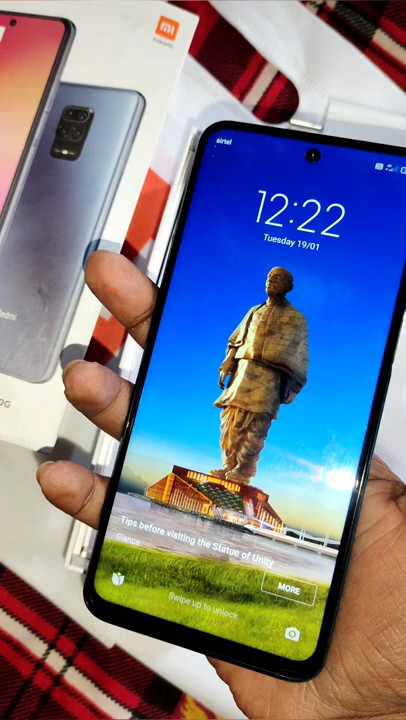 mi
XIAOMI
airtel
12:22
Tuesday 19/01
Redmi
Tips before visiting the Statue of Unity
Glance
MORE
Swipe up to unlock